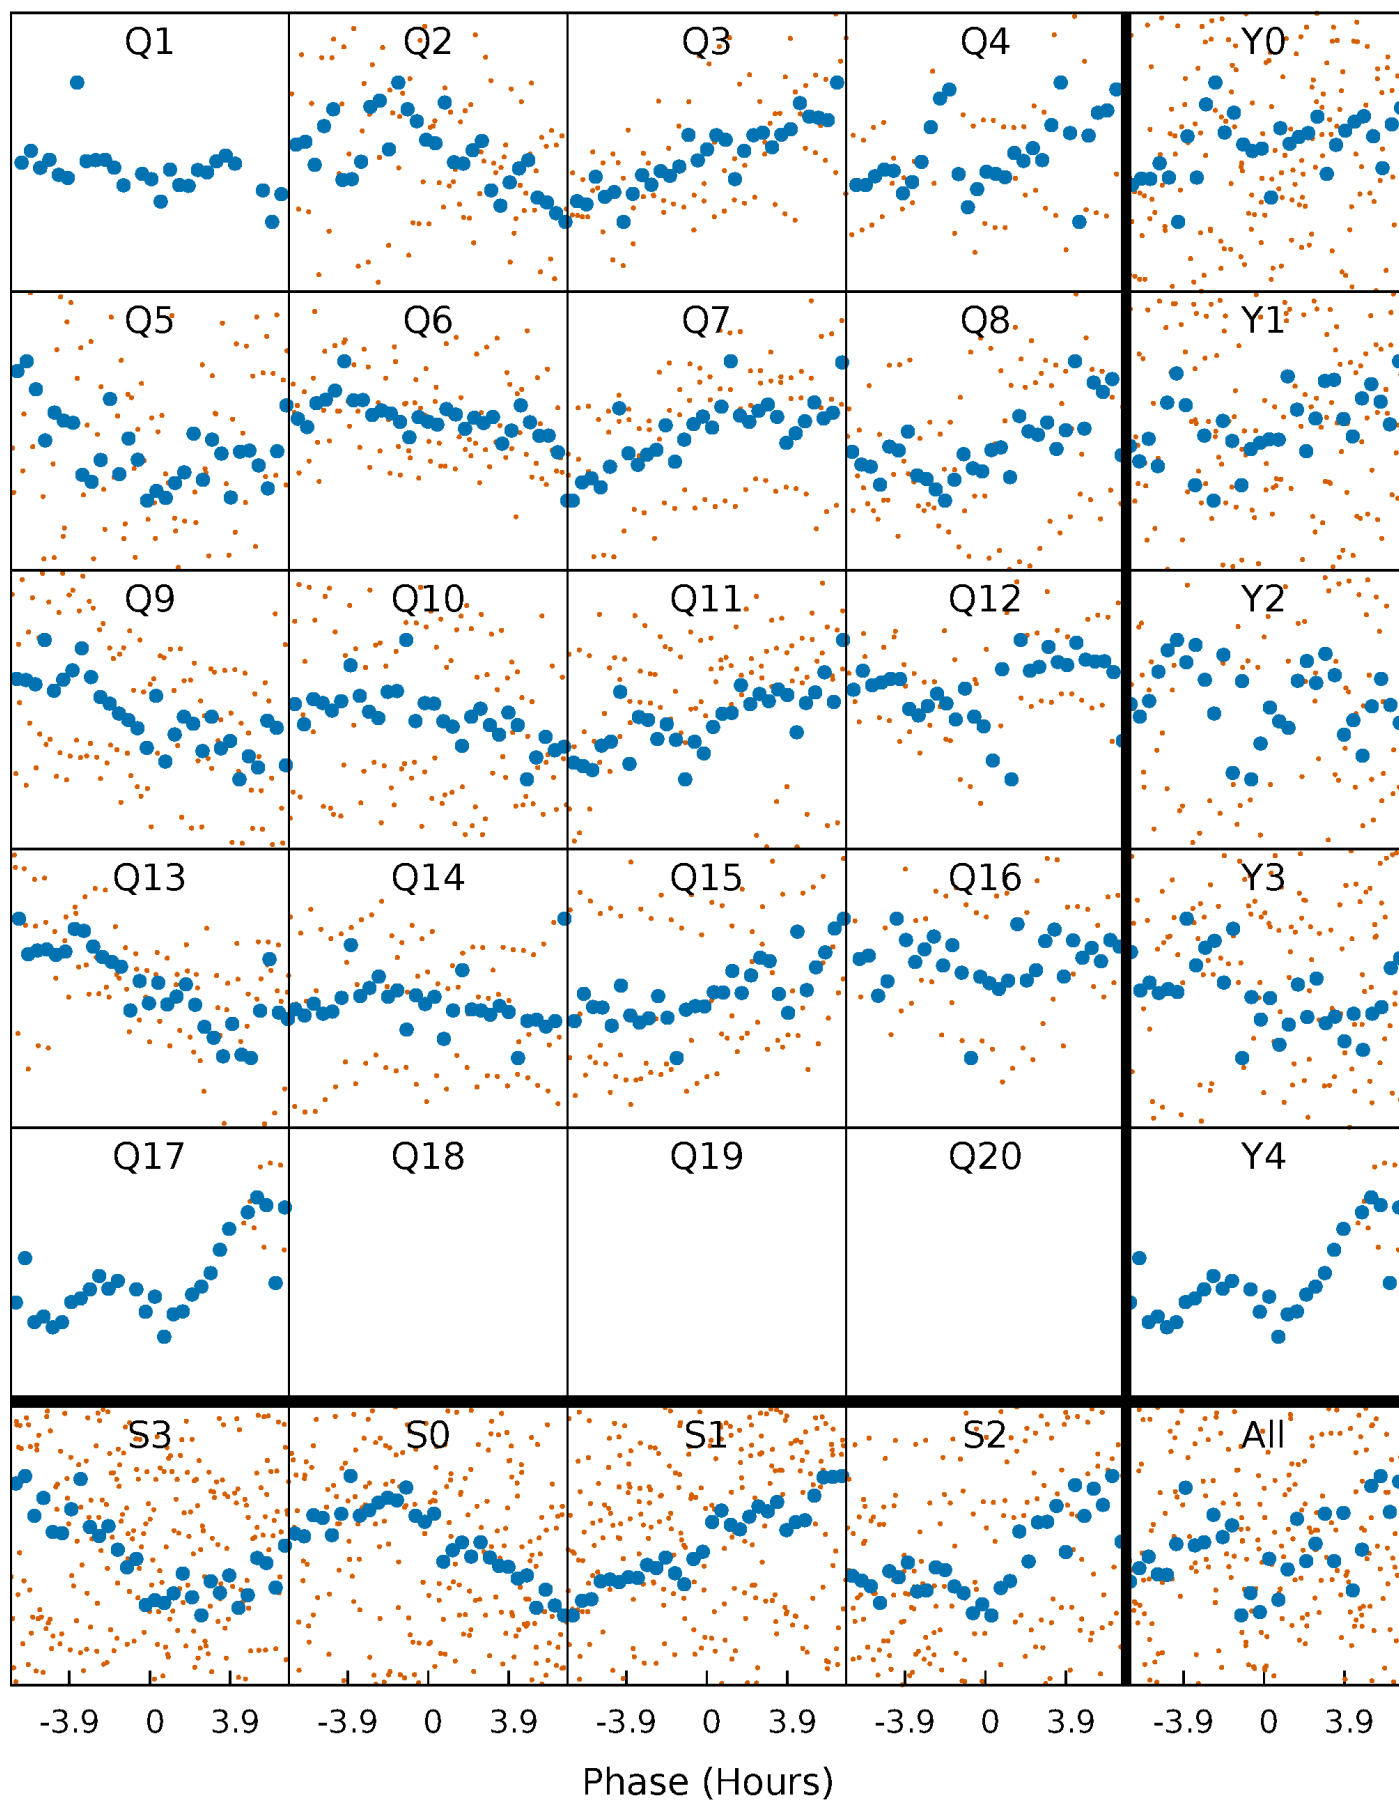 Q1 Q2 Q3 Q4 Y0
Q5 Q6 Q7 Q8 Y1
Q9 Q10 Q11 Q12 Y2
Q13 Q14 Q15 Q16 Y3
Q17 Q18 Q19 Q20 Y4
S3 S0 S1 S2 All
-3.9 0 3.9 -3.9 0 3.9 -3.9 0 3.9 -3.9 0 3.9 -3.9 0 3.9
Phase (Hours)